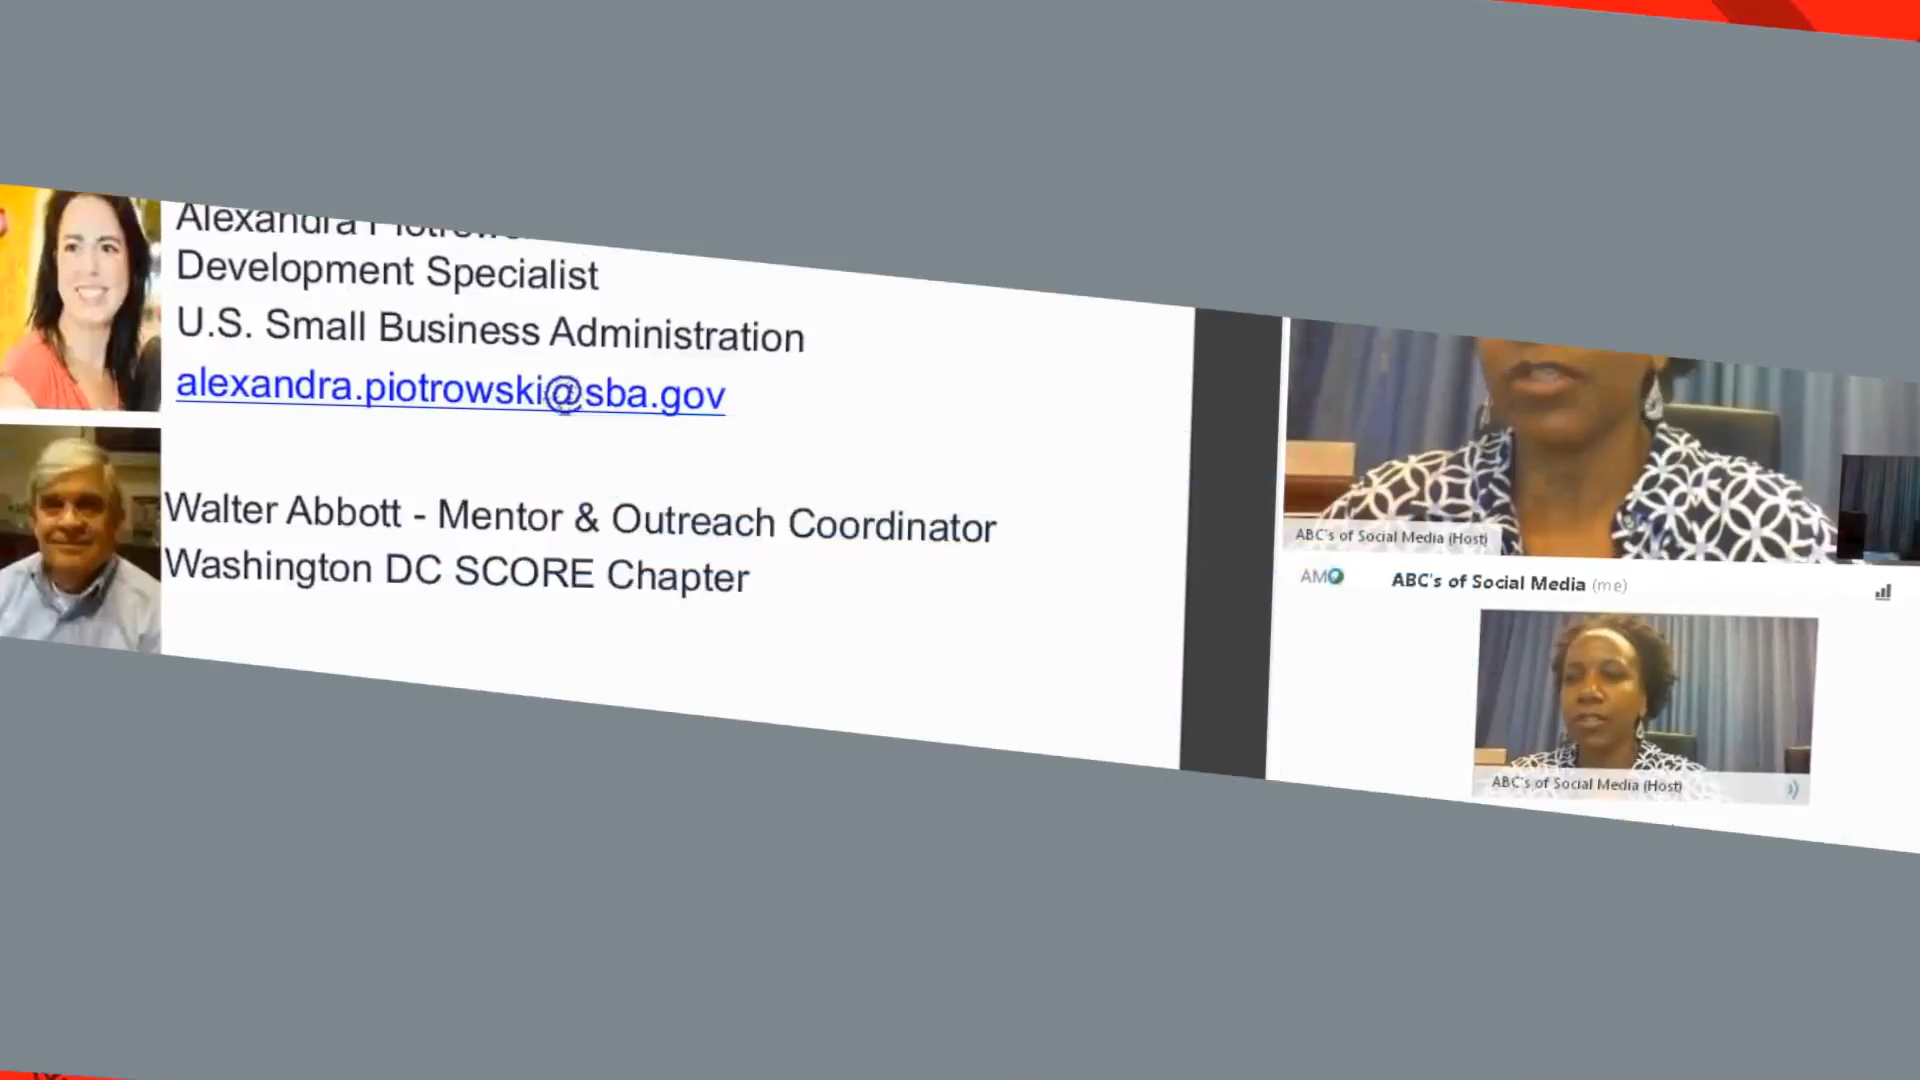 Alexandra
Development Specialist
U.S. Small Business Administration
alexandra.piotrowski@sba.gov
Walter Abbott - Mentor & Outreach Coordinator
Washington DC SCORE Chapter
ABC's of Social Media (Host)
AMO
ABC's of Social Media (me)
ABC's of Social Media (Host)